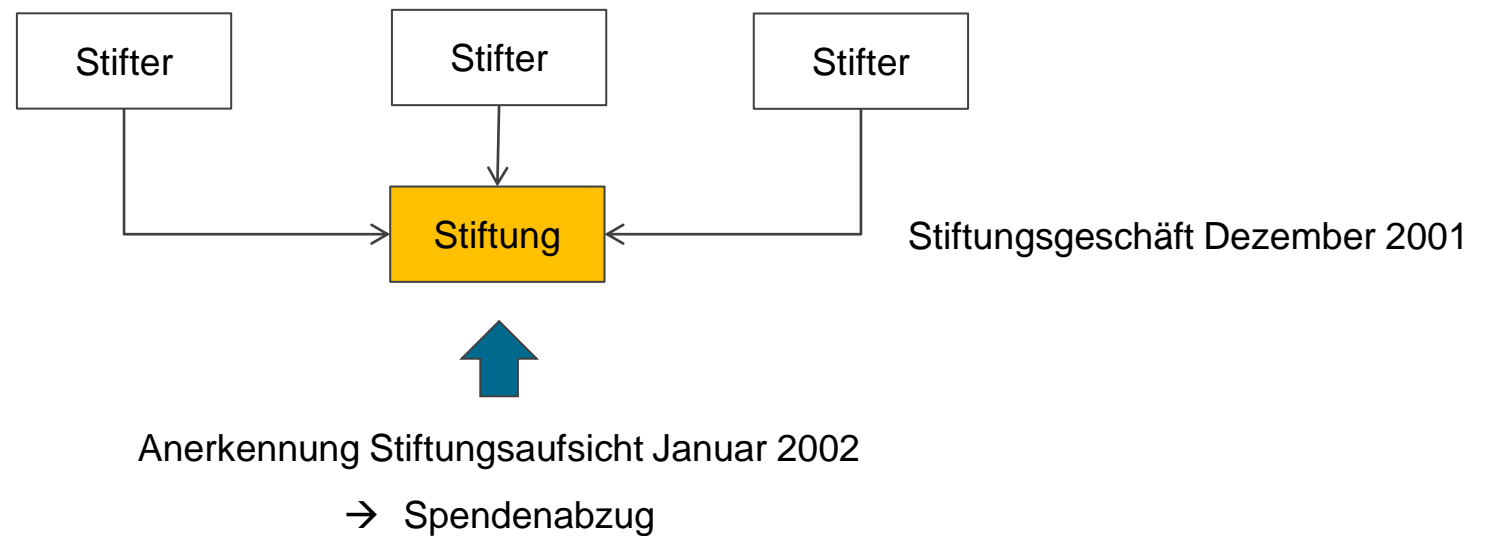 Stifter
Stifter
Stifter
Stiftung
Stiftungsgeschäft Dezember 2001
Anerkennung Stiftungsaufsicht Januar 2002
→ Spendenabzug